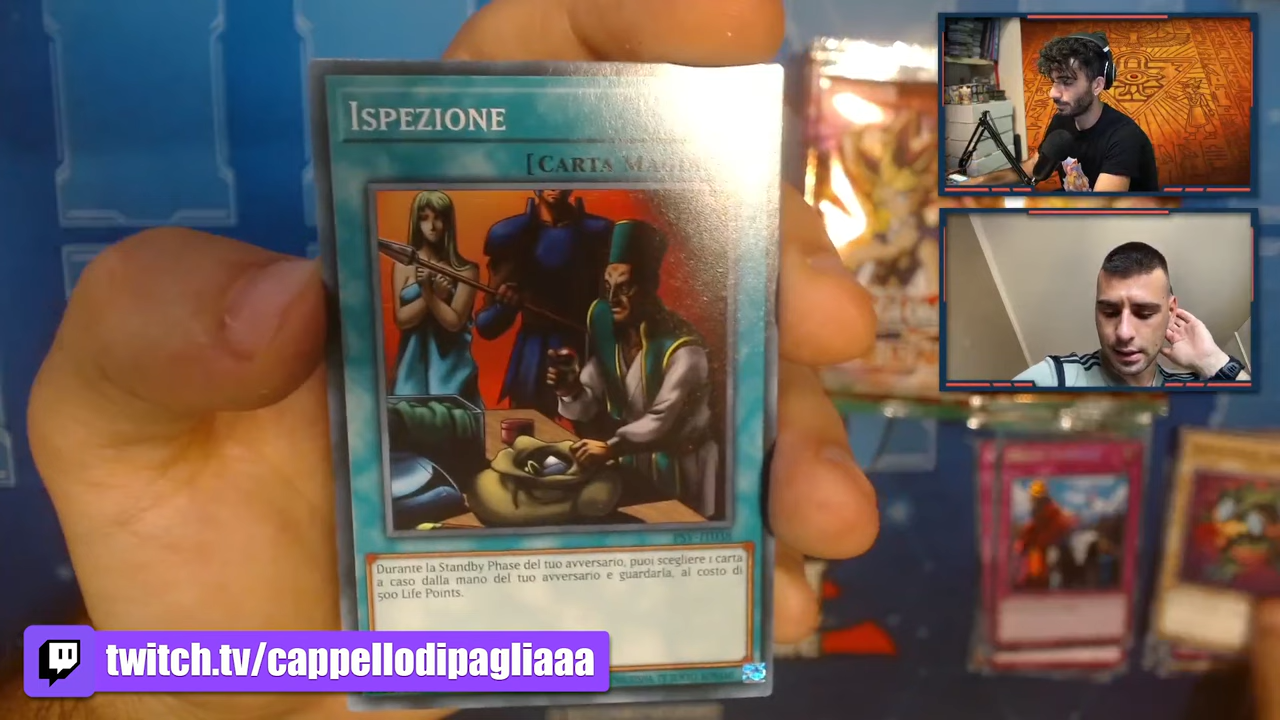 Ispezione
[Carta
Durante la Standby Phase del tuo avversario, puoi scegliere 1 carta
a caso dalla mano del tuo avversario e guardarla, al costo di
500 Life Points.
twitch.tv/cappellodipagliaaa